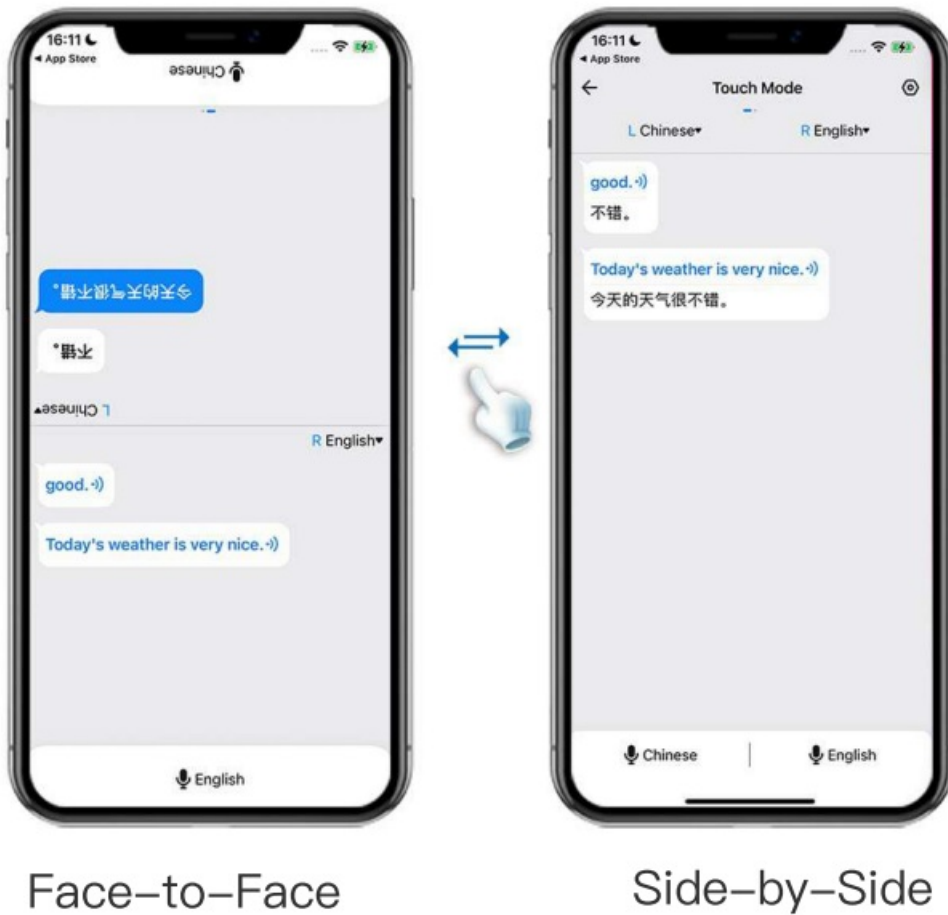 16:11
◀ App Store
Chinese
今天的天气很不错。
不错。
L Chinese▾
R English▾
good.
Today's weather is very nice.
English
16:11
◀ App Store
Touch Mode
L Chinese▾
R English▾
good.
不错。
Today's weather is very nice.
今天的天气很不错。
Chinese
English
Face-to-Face
Side-by-Side